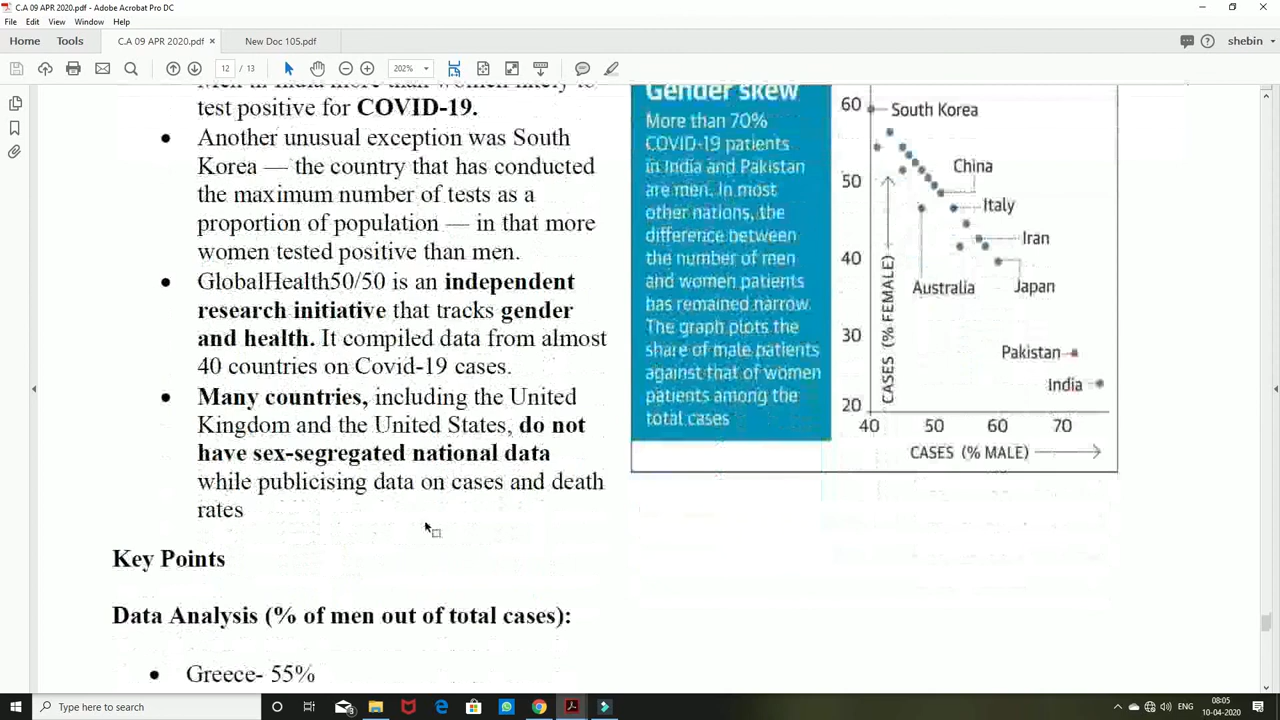 C.A 09 APR 2020.pdf - Adobe Acrobat Pro DC
File Edit View Window Help
Home Tools C.A 09 APR 2020.pdf × New Doc 105.pdf shebin
12 / 13 202%
Men in India more than women likely to
test positive for COVID-19.
Another unusual exception was South
Korea — the country that has conducted
the maximum number of tests as a
proportion of population — in that more
women tested positive than men.
GlobalHealth50/50 is an independent
research initiative that tracks gender
and health. It compiled data from almost
40 countries on Covid-19 cases.
Many countries, including the United
Kingdom and the United States, do not
have sex-segregated national data
while publicising data on cases and death
rates
Key Points
Data Analysis (% of men out of total cases):
Greece- 55%
Gender skew
More than 70%
COVID-19 patients
in India and Pakistan
are men. In most
other nations, the
difference between
the number of men
and women patients
has remained narrow.
The graph plots the
share of male patients
against that of women
patients among the
total cases
CASES (% FEMALE)
60
50
40
30
20
South Korea
China
Italy
Iran
Australia
Japan
Pakistan
India
40 50 60 70
CASES (% MALE)
Type here to search
ENG
08:05
10-04-2020